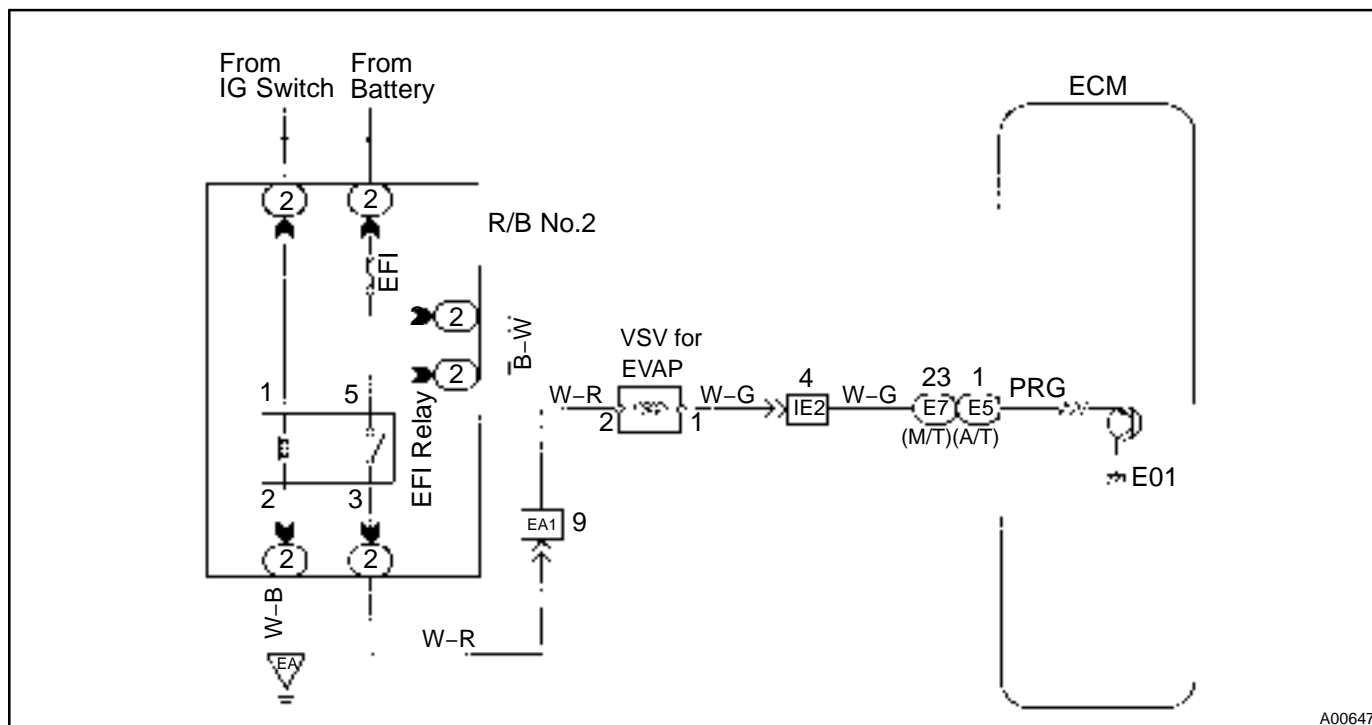 From
IG Switch
From
Battery
ECM
2
2
R/B No.2
EFI
2
2
B–W
VSV for
EVAP
1
5
EFI Relay
W–R
2
1
W–G
4
IE2
W–G
23
1
E7
E5
(M/T)
(A/T)
PRG
E01
2
3
EA1
9
2
2
W–B
EA
W–R
A00647